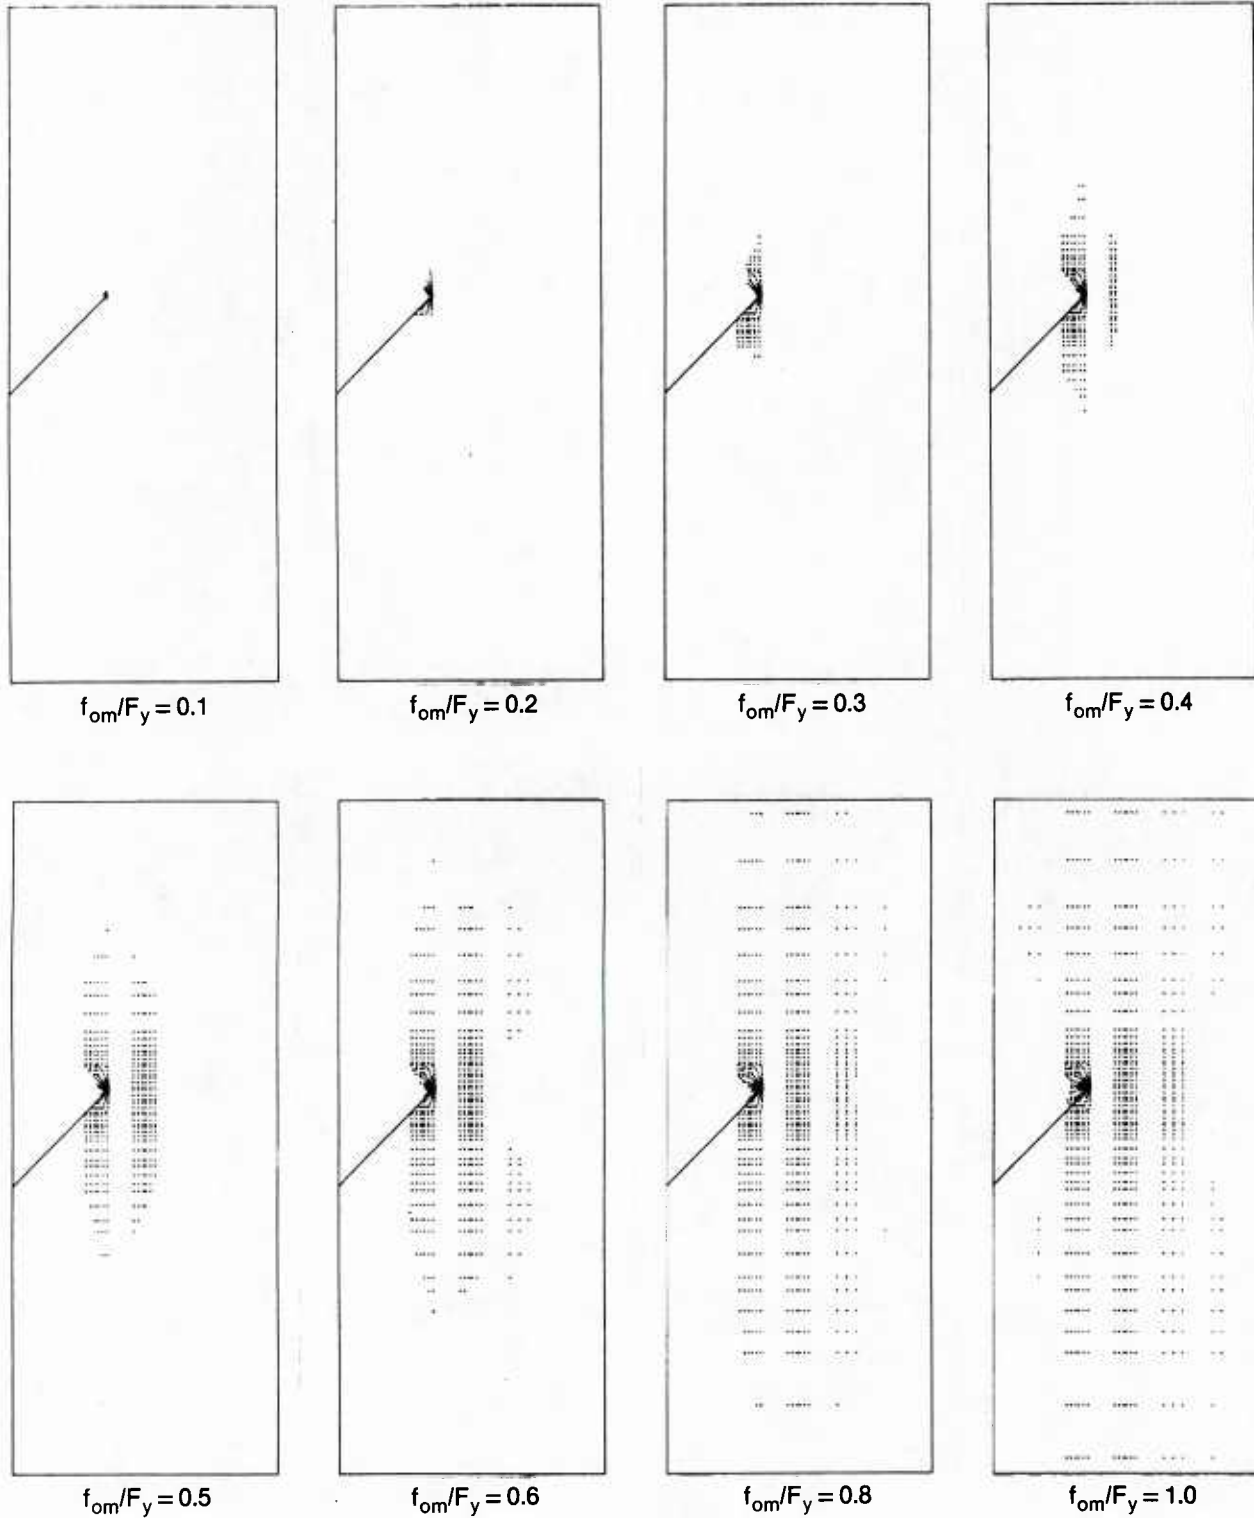 f_om/F_y = 0.1
f_om/F_y = 0.2
f_om/F_y = 0.3
f_om/F_y = 0.4
f_om/F_y = 0.5
f_om/F_y = 0.6
f_om/F_y = 0.8
f_om/F_y = 1.0